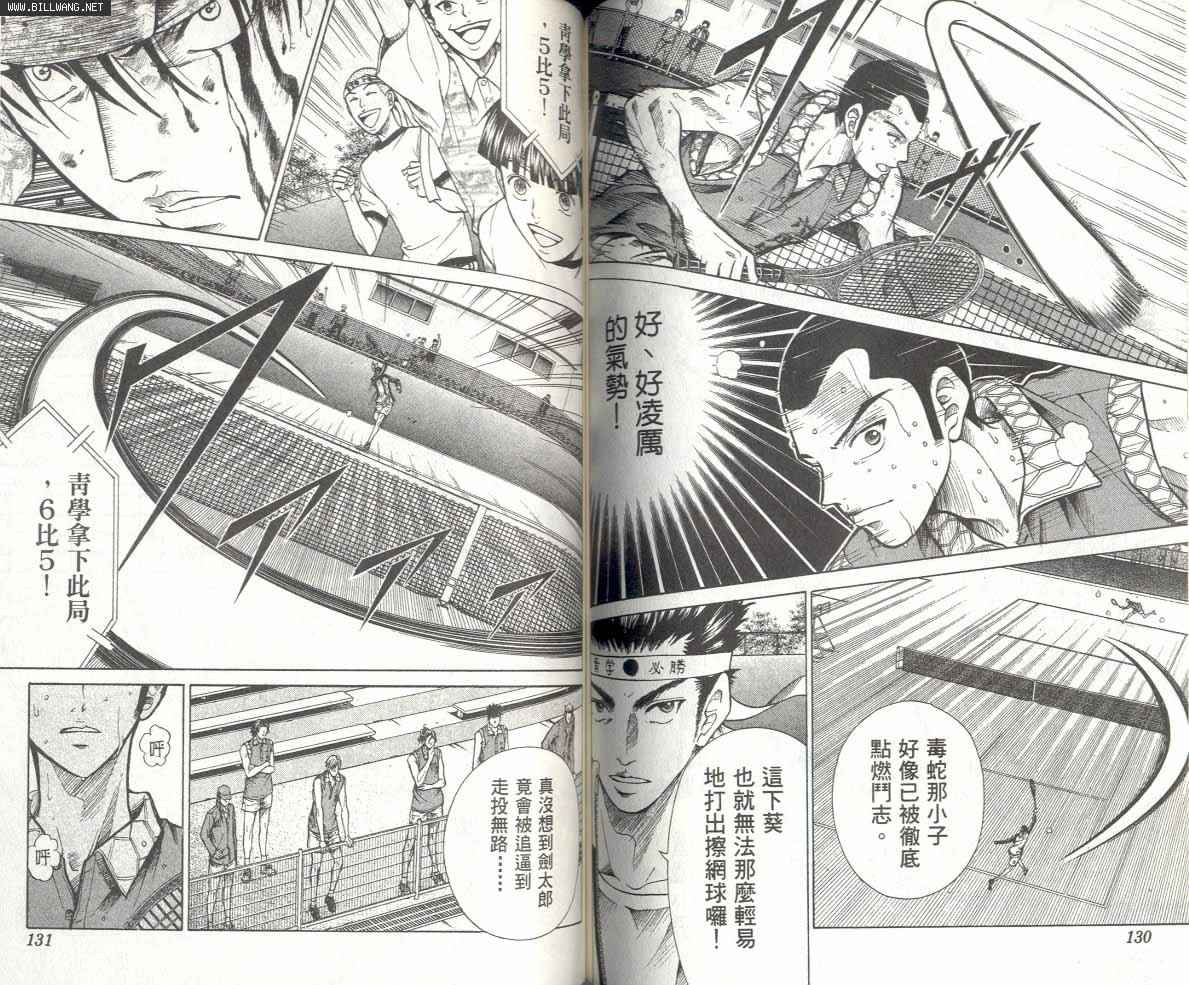 WWW.BILLWANG.NET
好、好凌厲
的氣勢！
毒蛇那小子
好像已被徹底
點燃鬥志。
青学●必勝
這下葵
也就無法那麼輕易
地打出擦網球囉！
130
青學拿下此局
，5比5！
青學拿下此局
，6比5！
真沒想到劍太郎
竟會被追逼到
走投無路……
呼
呼
131